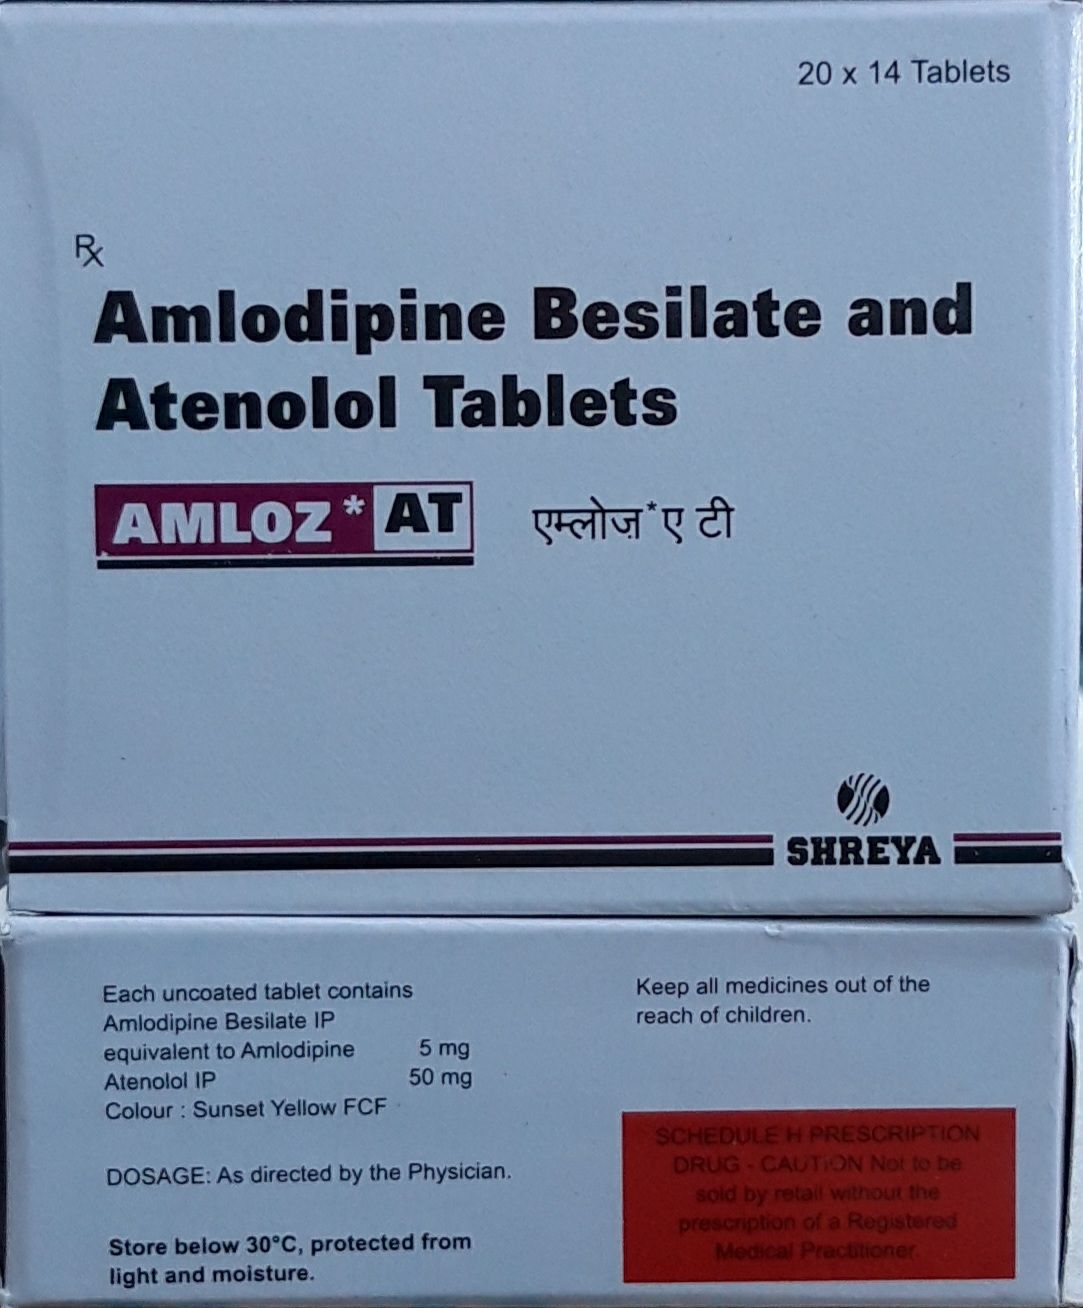 20 x 14 Tablets
Rx
Amlodipine Besilate and
Atenolol Tablets
AMLOZ* AT
एम्लोज़* ए टी
SHREYA
Each uncoated tablet contains
Amlodipine Besilate IP
equivalent to Amlodipine 5 mg
Atenolol IP 50 mg
Colour : Sunset Yellow FCF
DOSAGE: As directed by the Physician.
Store below 30°C, protected from
light and moisture.
Keep all medicines out of the
reach of children.
SCHEDULE H PRESCRIPTION
DRUG - CAUTION Not to be
sold by retail without the
prescription of a Registered
Medical Practitioner.